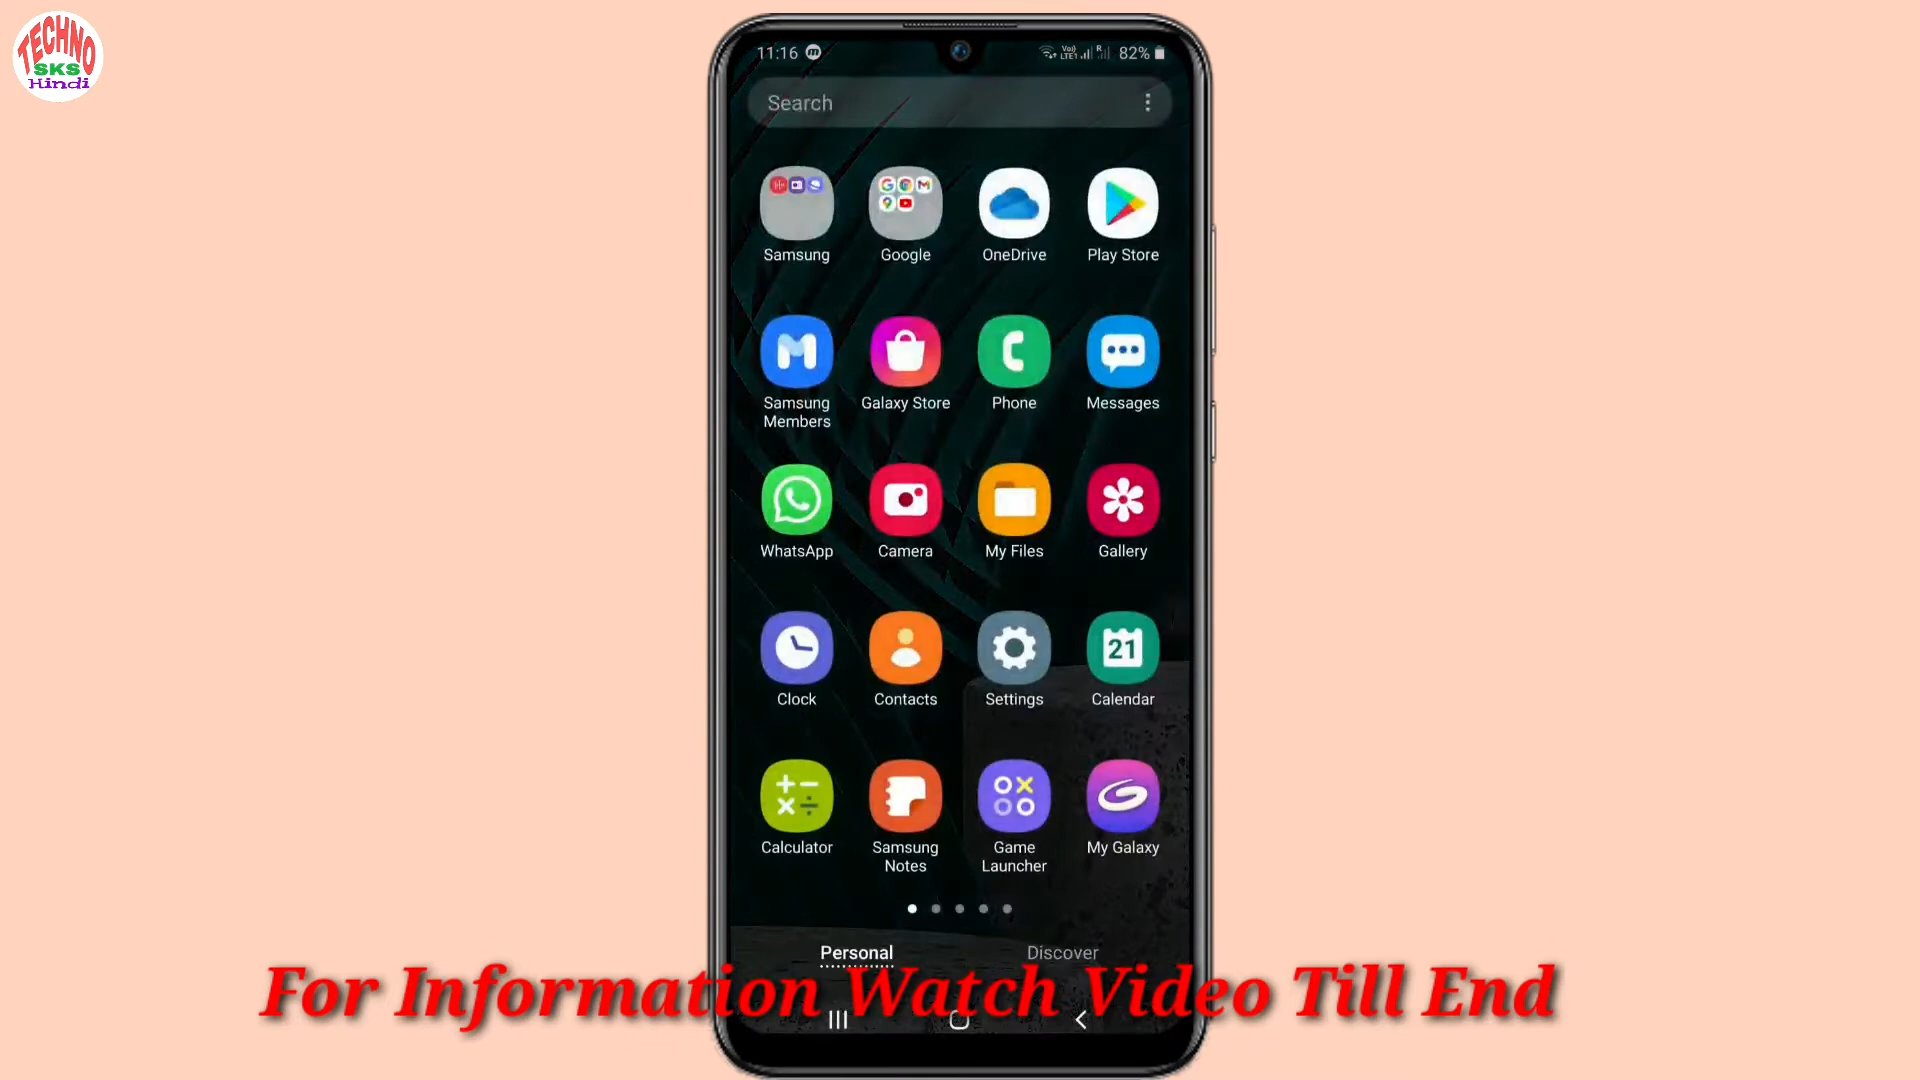 TECHNO
SKS
Hindi
11:16
Vo)) R
LTE1
82%
Search
Samsung Google OneDrive Play Store
Samsung Members Galaxy Store Phone Messages
WhatsApp Camera My Files Gallery
21
Clock Contacts Settings Calendar
Calculator Samsung Notes Game Launcher My Galaxy
Personal Discover
For Information Watch Video Till End